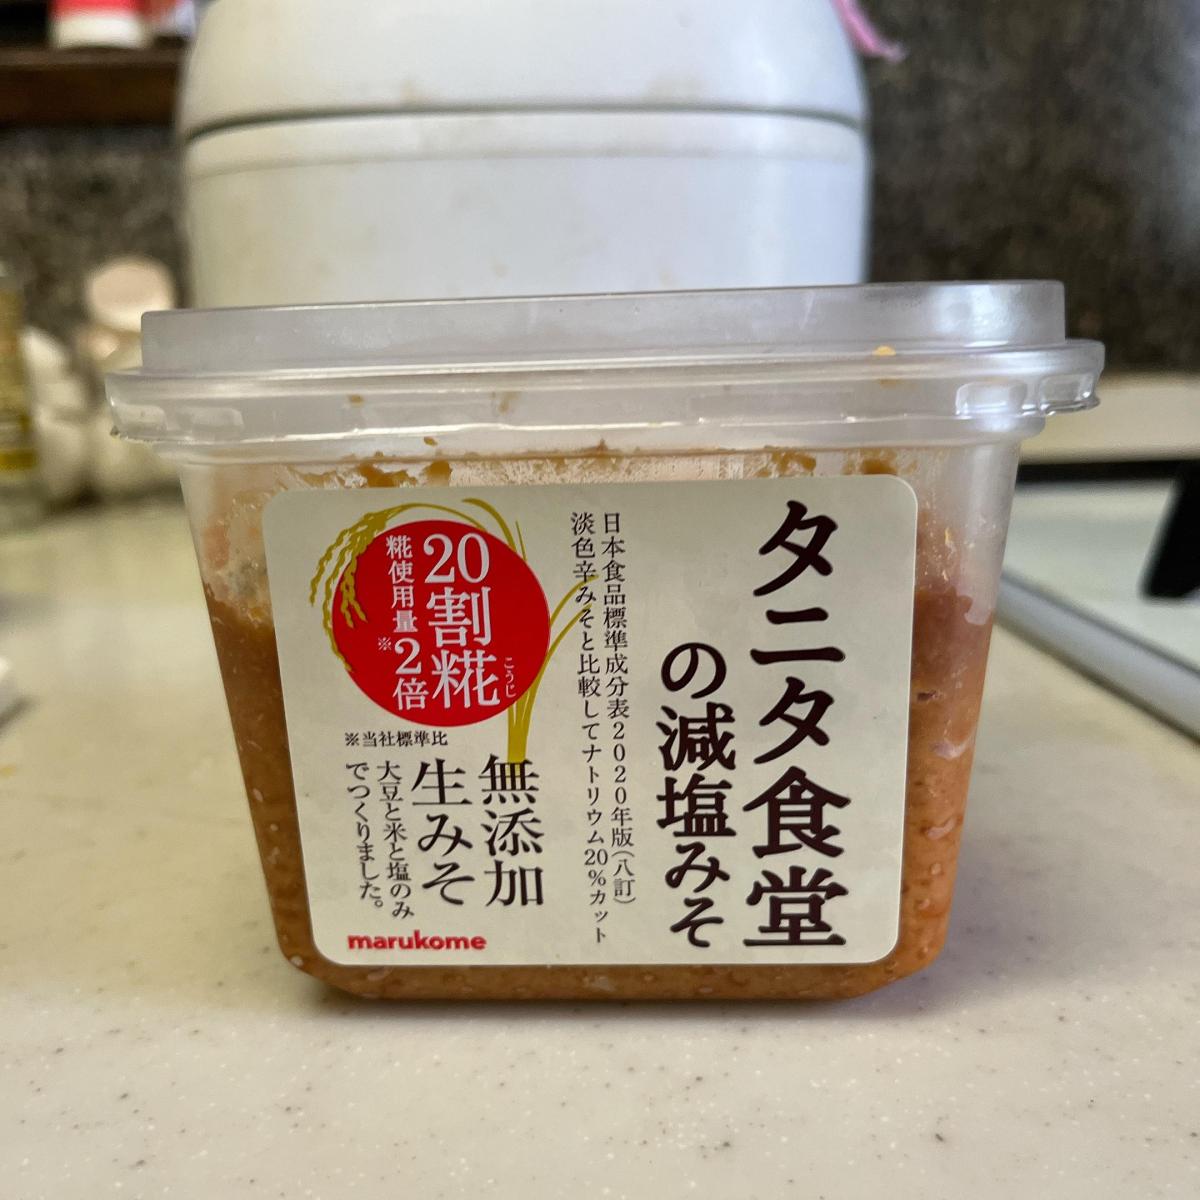 タニタ食堂
の減塩みそ
日本食品標準成分表2020年版(八訂)
淡色辛みそと比較してナトリウム20%カット
20割糀
こうじ
糀使用量2倍
※
※当社標準比
無添加
生みそ
大豆と米と塩のみ
でつくりました。
marukome